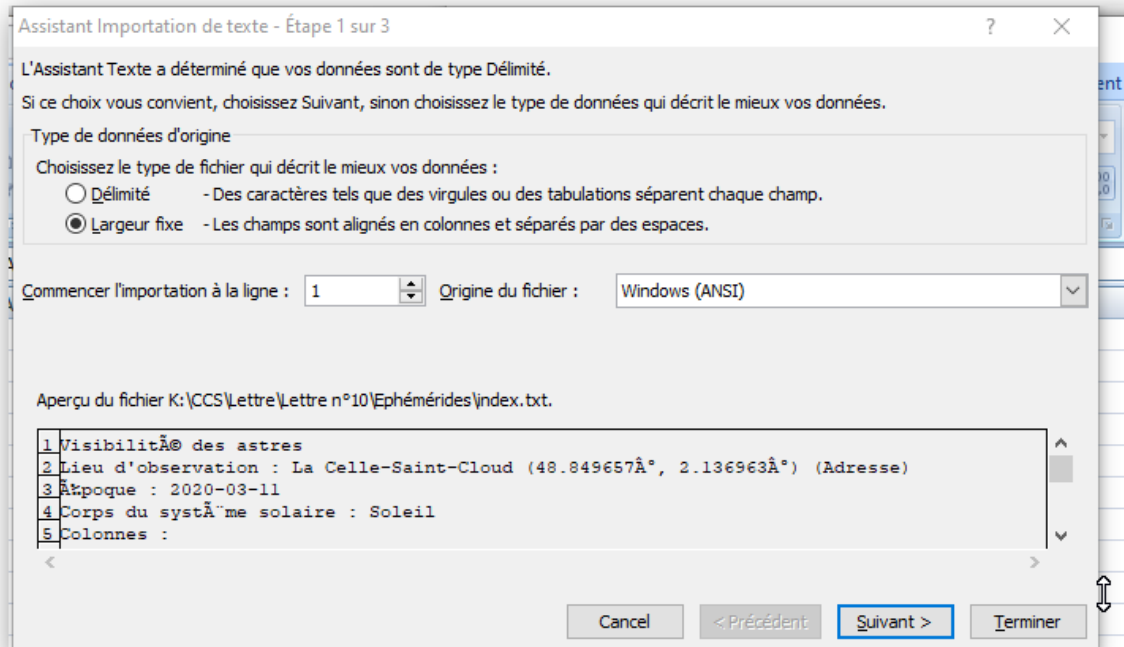 Assistant Importation de texte - Étape 1 sur 3
?
L'Assistant Texte a déterminé que vos données sont de type Délimité.
Si ce choix vous convient, choisissez Suivant, sinon choisissez le type de données qui décrit le mieux vos données.
Type de données d'origine
Choisissez le type de fichier qui décrit le mieux vos données :
Délimité - Des caractères tels que des virgules ou des tabulations séparent chaque champ.
Largeur fixe - Les champs sont alignés en colonnes et séparés par des espaces.
Commencer l'importation à la ligne : 1 Origine du fichier : Windows (ANSI)
Aperçu du fichier K:\CCS\Lettre\Lettre n°10\Ephémérides\index.txt.
1 VisibilitÃ© des astres
2 Lieu d'observation : La Celle-Saint-Cloud (48.849657Â°, 2.136963Â°) (Adresse)
3 Ã‰poque : 2020-03-11
4 Corps du systÃ¨me solaire : Soleil
5 Colonnes :
Cancel < Précédent Suivant > Terminer